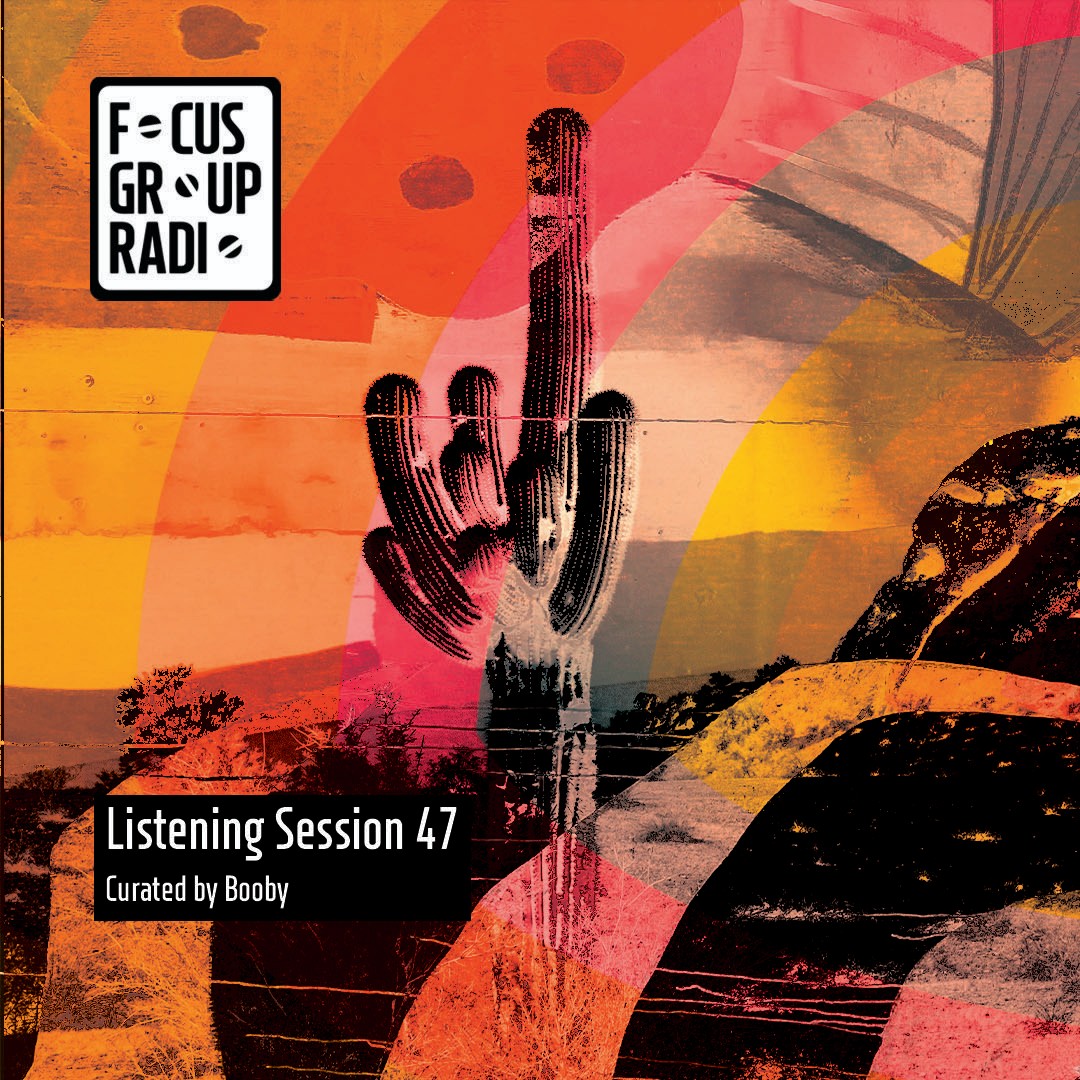 FOCUS
GROUP
RADIO
Listening Session 47
Curated by Booby